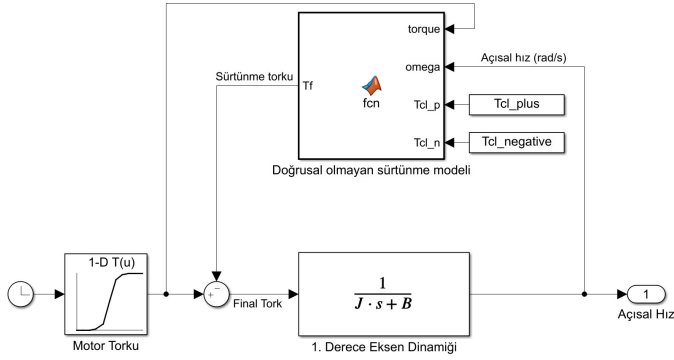 torque
omega
Açısal hız (rad/s)
Sürtünme torku
Tf
fcn
Tcl_p
Tcl_plus
Tcl_n
Tcl_negative
Doğrusal olmayan sürtünme modeli
1-D T(u)
Motor Torku
+
−
Final Tork
1
J · s + B
1. Derece Eksen Dinamiği
1
Açısal Hız